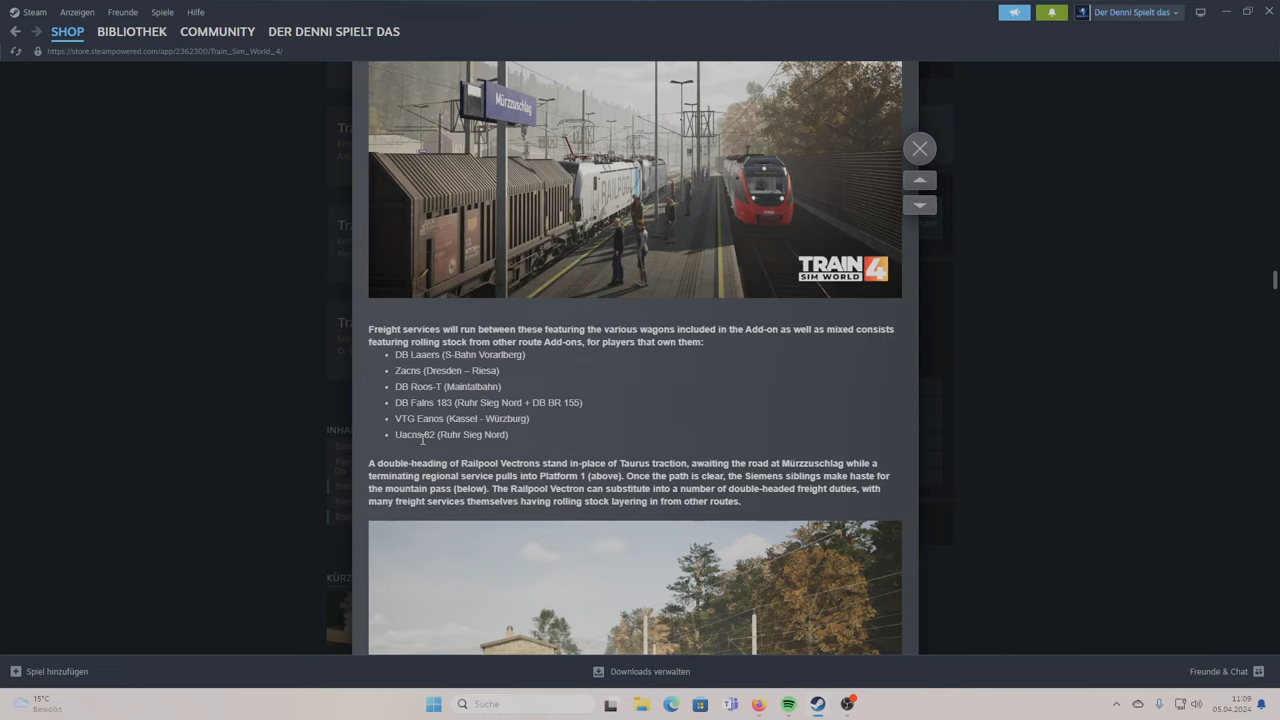 Steam Anzeigen Freunde Spiele Hilfe
Der Denni Spielt das
SHOP BIBLIOTHEK COMMUNITY DER DENNI SPIELT DAS
https://store.steampowered.com/app/2362300/Train_Sim_World_4/
Mürzzuschlag
RAILPOOL
TRAIN 4
SIM WORLD
Freight services will run between these featuring the various wagons included in the Add-on as well as mixed consists
featuring rolling stock from other route Add-ons, for players that own them:
• DB Laaers (S-Bahn Vorarlberg)
• Zacns (Dresden – Riesa)
• DB Roos-T (Maintalbahn)
• DB Falns 183 (Ruhr Sieg Nord + DB BR 155)
• VTG Eanos (Kassel - Würzburg)
• Uacns-62 (Ruhr Sieg Nord)
INHAL
A double-heading of Railpool Vectrons stand in-place of Taurus traction, awaiting the road at Mürzzuschlag while a
terminating regional service pulls into Platform 1 (above). Once the path is clear, the Siemens siblings make haste for
the mountain pass (below). The Railpool Vectron can substitute into a number of double-headed freight duties, with
many freight services themselves having rolling stock layering in from other routes.
KÜRZ
Spiel hinzufügen
Downloads verwalten
Freunde & Chat
15°C
Bewölkt
Suche
11:09
05.04.2024